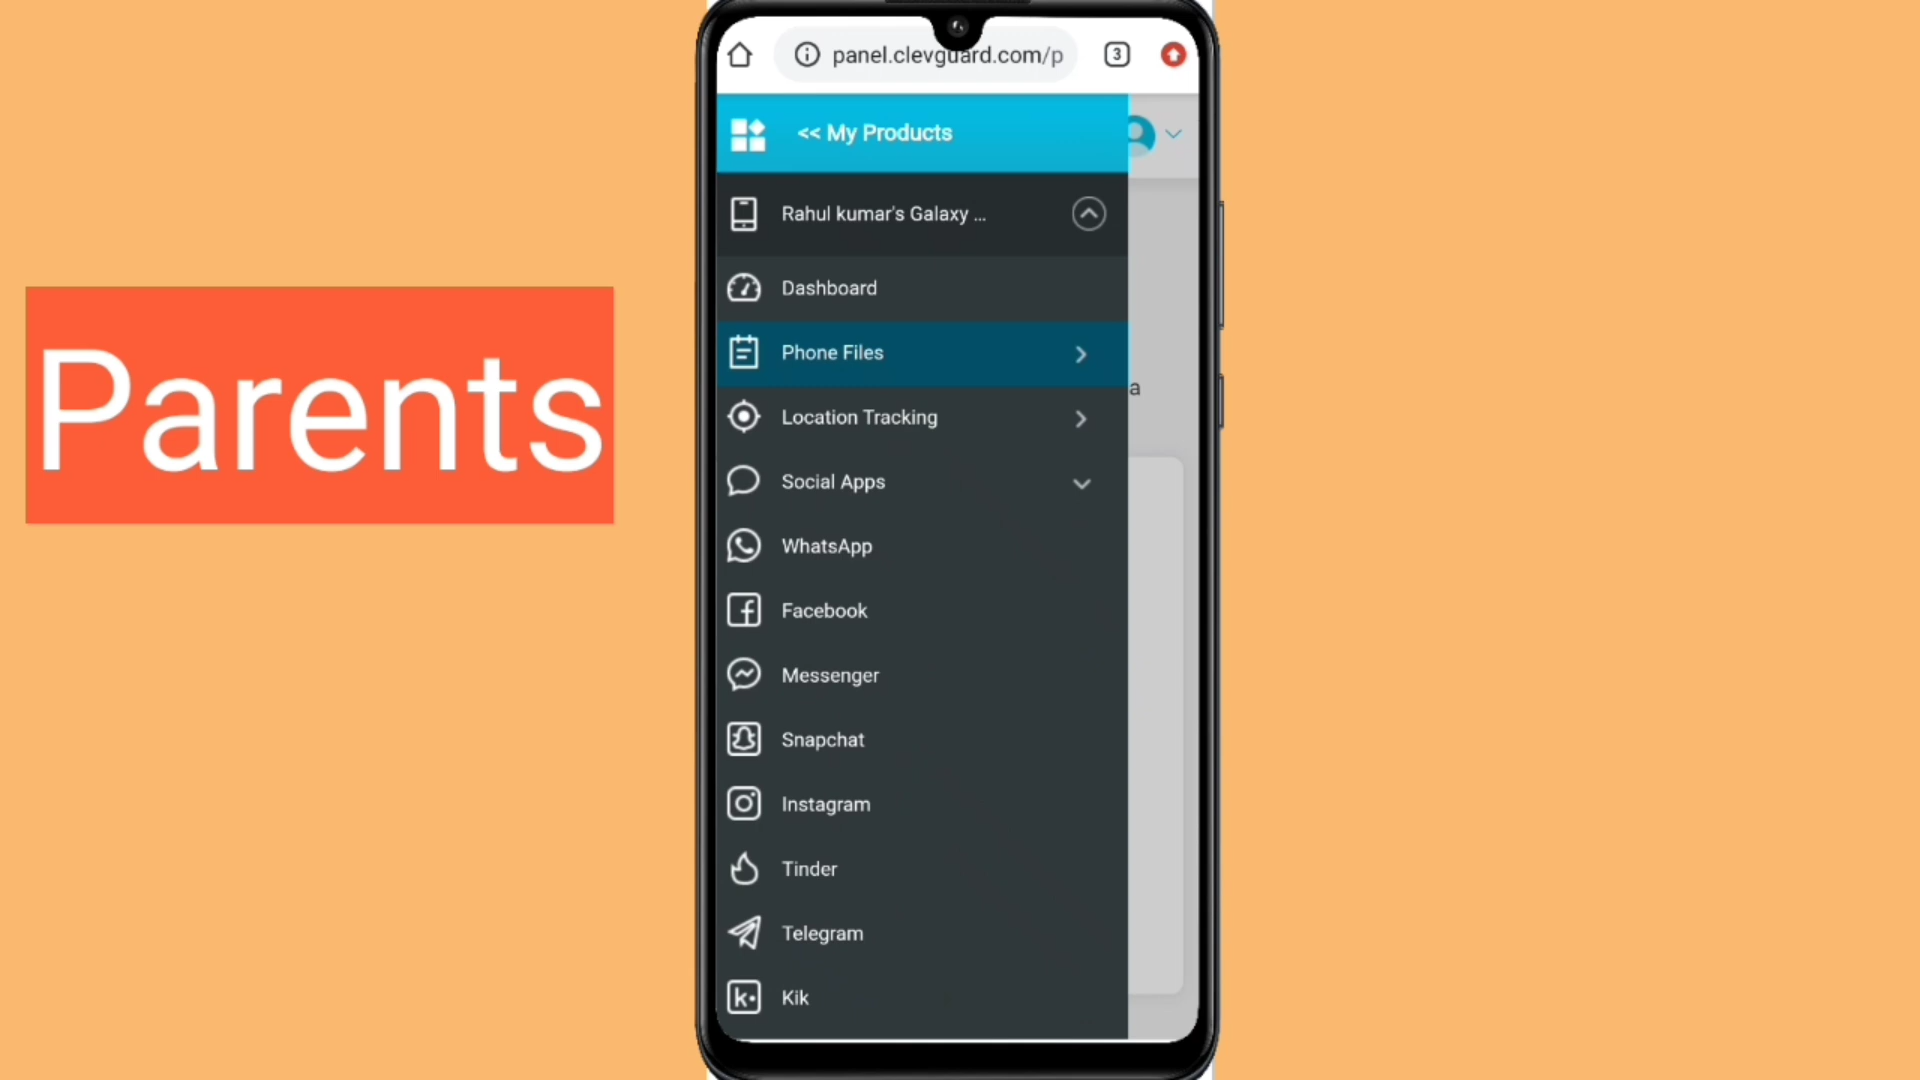 Parents
panel.clevguard.com/p
3
<< My Products
Rahul kumar's Galaxy ...
Dashboard
Phone Files
a
Location Tracking
Social Apps
WhatsApp
Facebook
Messenger
Snapchat
Instagram
Tinder
Telegram
Kik